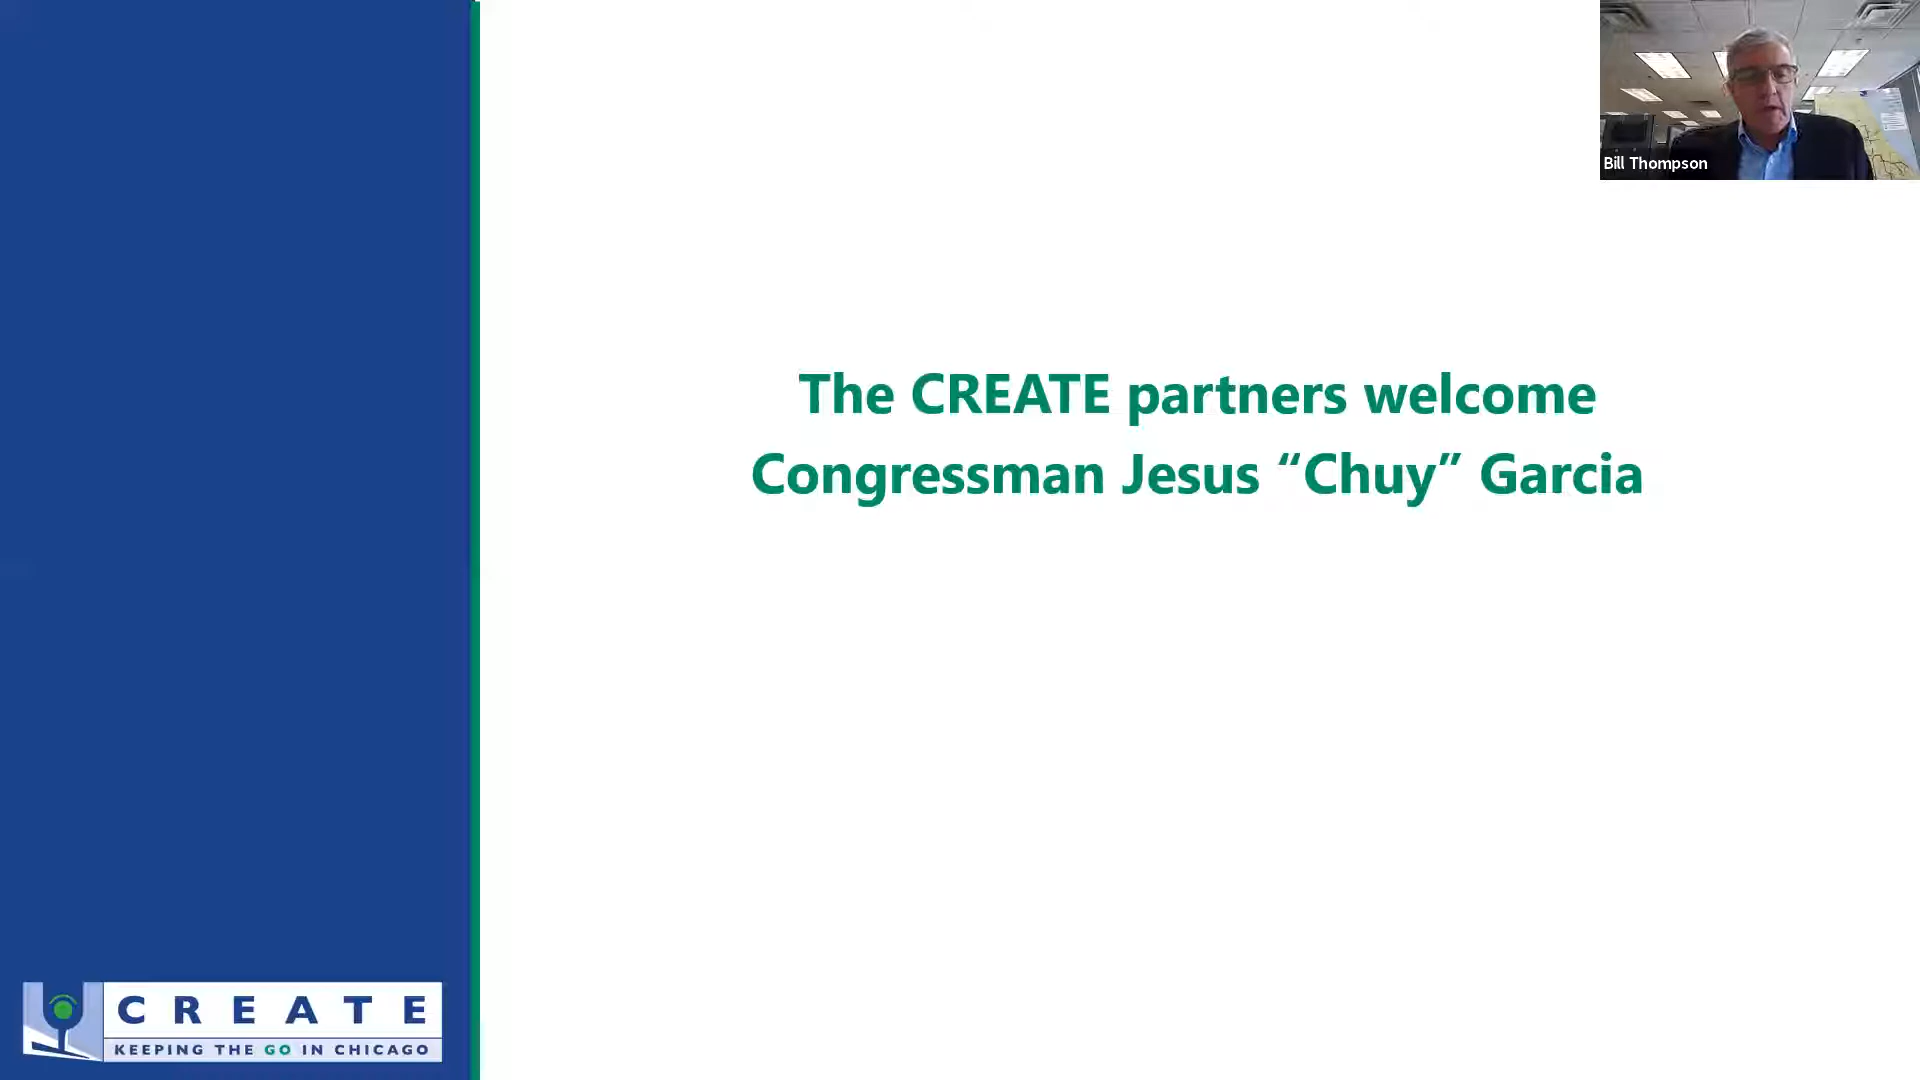 Bill Thompson
The CREATE partners welcome
Congressman Jesus “Chuy” Garcia
CREATE
KEEPING THE GO IN CHICAGO